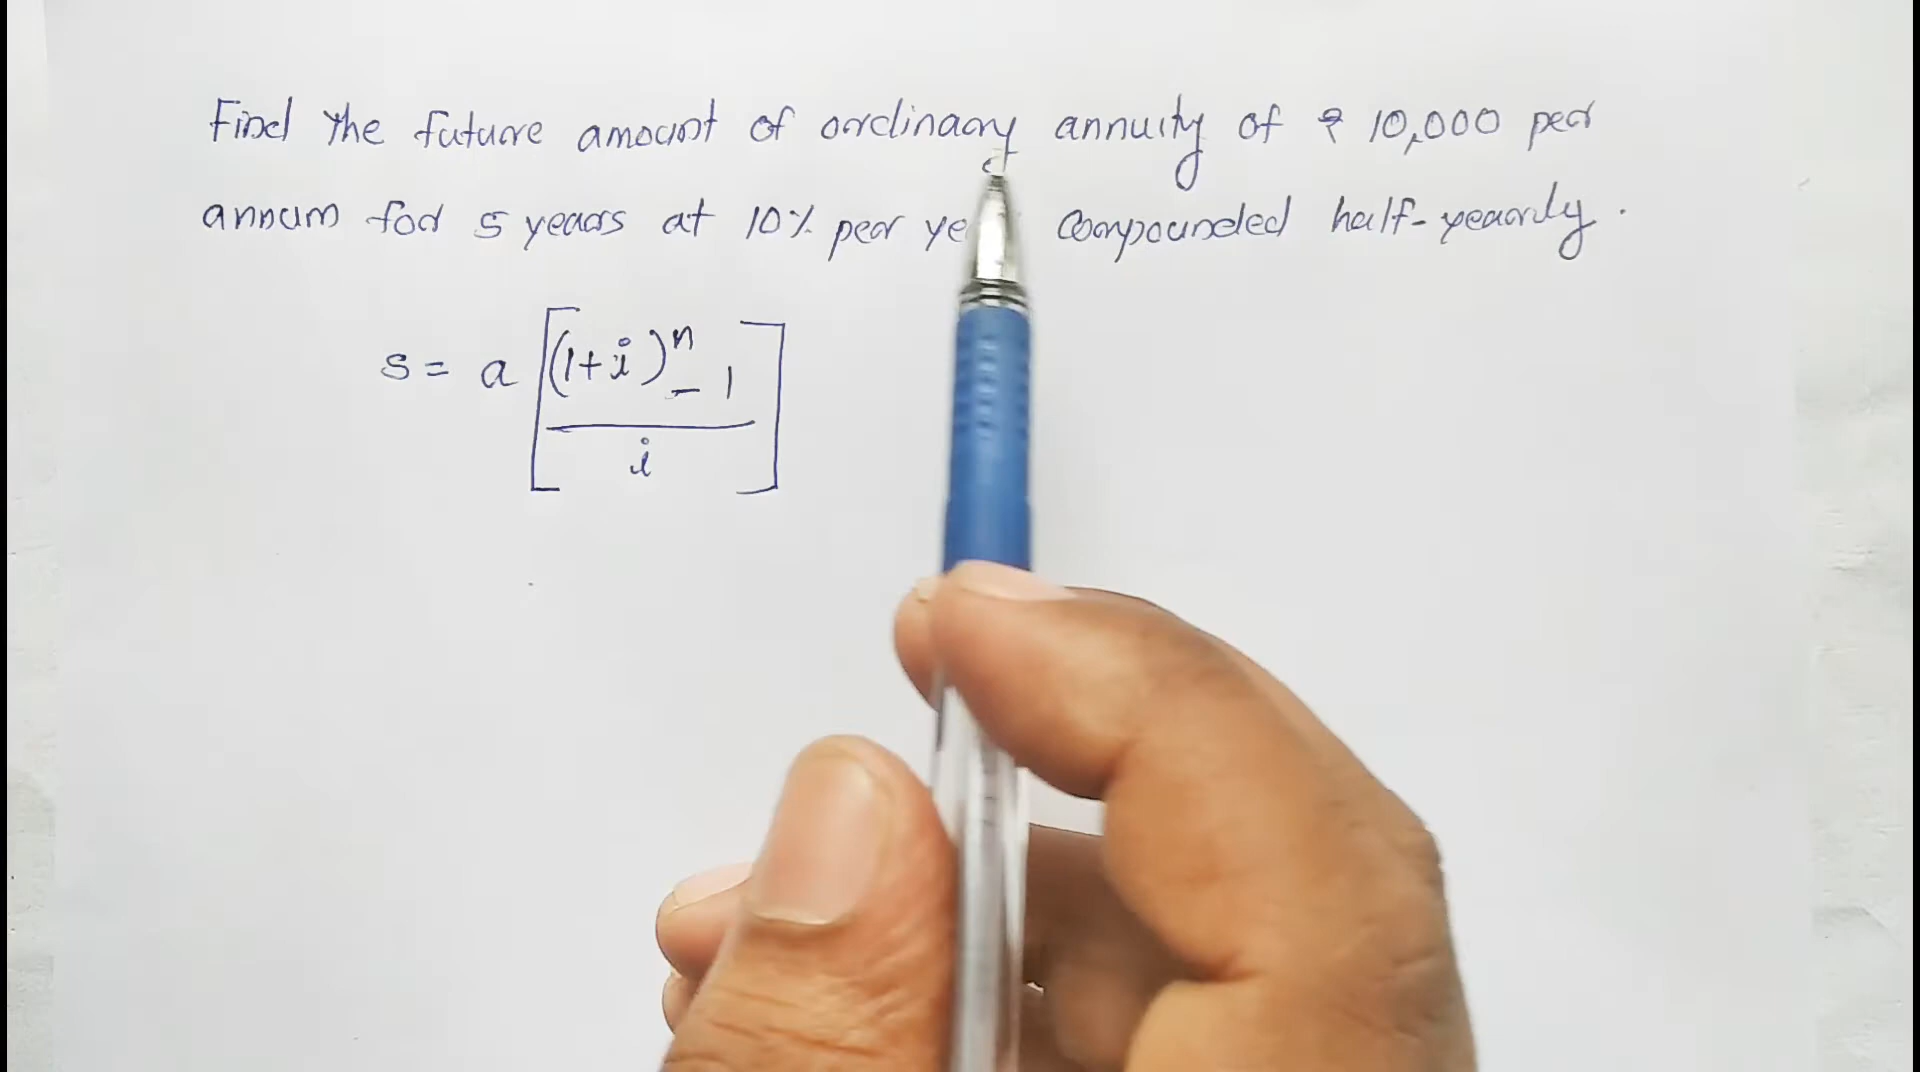 Find the future amount of ordinary annuity of ₹ 10,000 per
annum for 5 years at 10% per compounded half-yearly.
s = a [(1+i)^n - 1 / i]